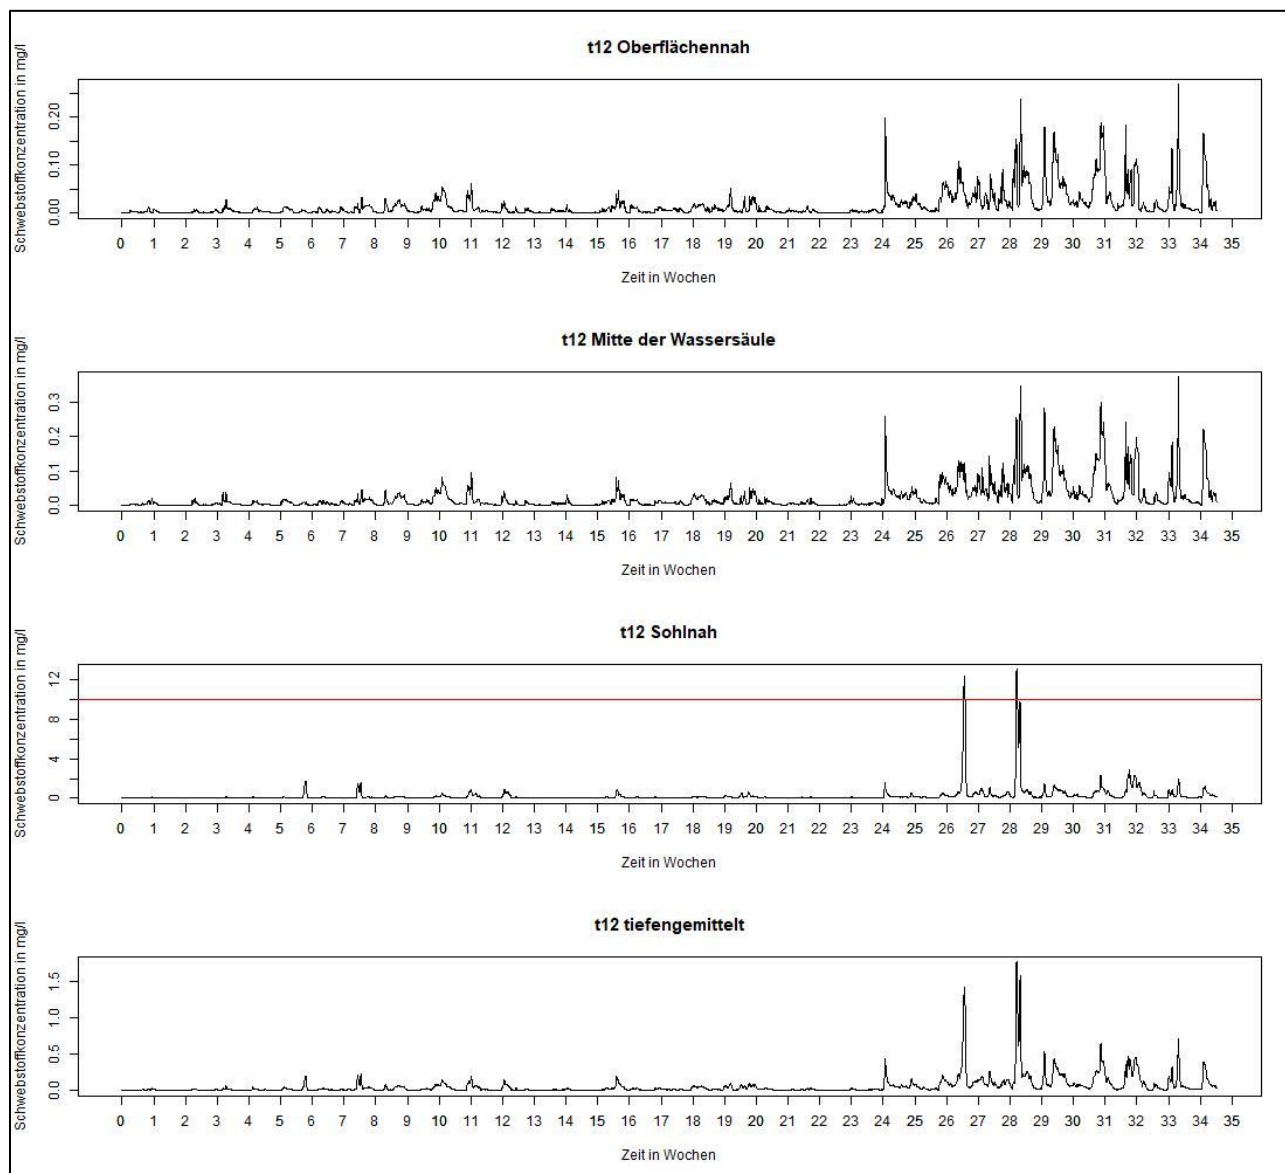 t12 Oberflächennah
Schwebstoffkonzentration in mg/l
0.20
0.10
0.00
0 1 2 3 4 5 6 7 8 9 10 11 12 13 14 15 16 17 18 19 20 21 22 23 24 25 26 27 28 29 30 31 32 33 34 35
Zeit in Wochen
t12 Mitte der Wassersäule
Schwebstoffkonzentration in mg/l
0.3
0.2
0.1
0.0
0 1 2 3 4 5 6 7 8 9 10 11 12 13 14 15 16 17 18 19 20 21 22 23 24 25 26 27 28 29 30 31 32 33 34 35
Zeit in Wochen
t12 Sohlnah
Schwebstoffkonzentration in mg/l
12
8
4
0
0 1 2 3 4 5 6 7 8 9 10 11 12 13 14 15 16 17 18 19 20 21 22 23 24 25 26 27 28 29 30 31 32 33 34 35
Zeit in Wochen
t12 tiefengemittelt
Schwebstoffkonzentration in mg/l
1.5
1.0
0.5
0.0
0 1 2 3 4 5 6 7 8 9 10 11 12 13 14 15 16 17 18 19 20 21 22 23 24 25 26 27 28 29 30 31 32 33 34 35
Zeit in Wochen